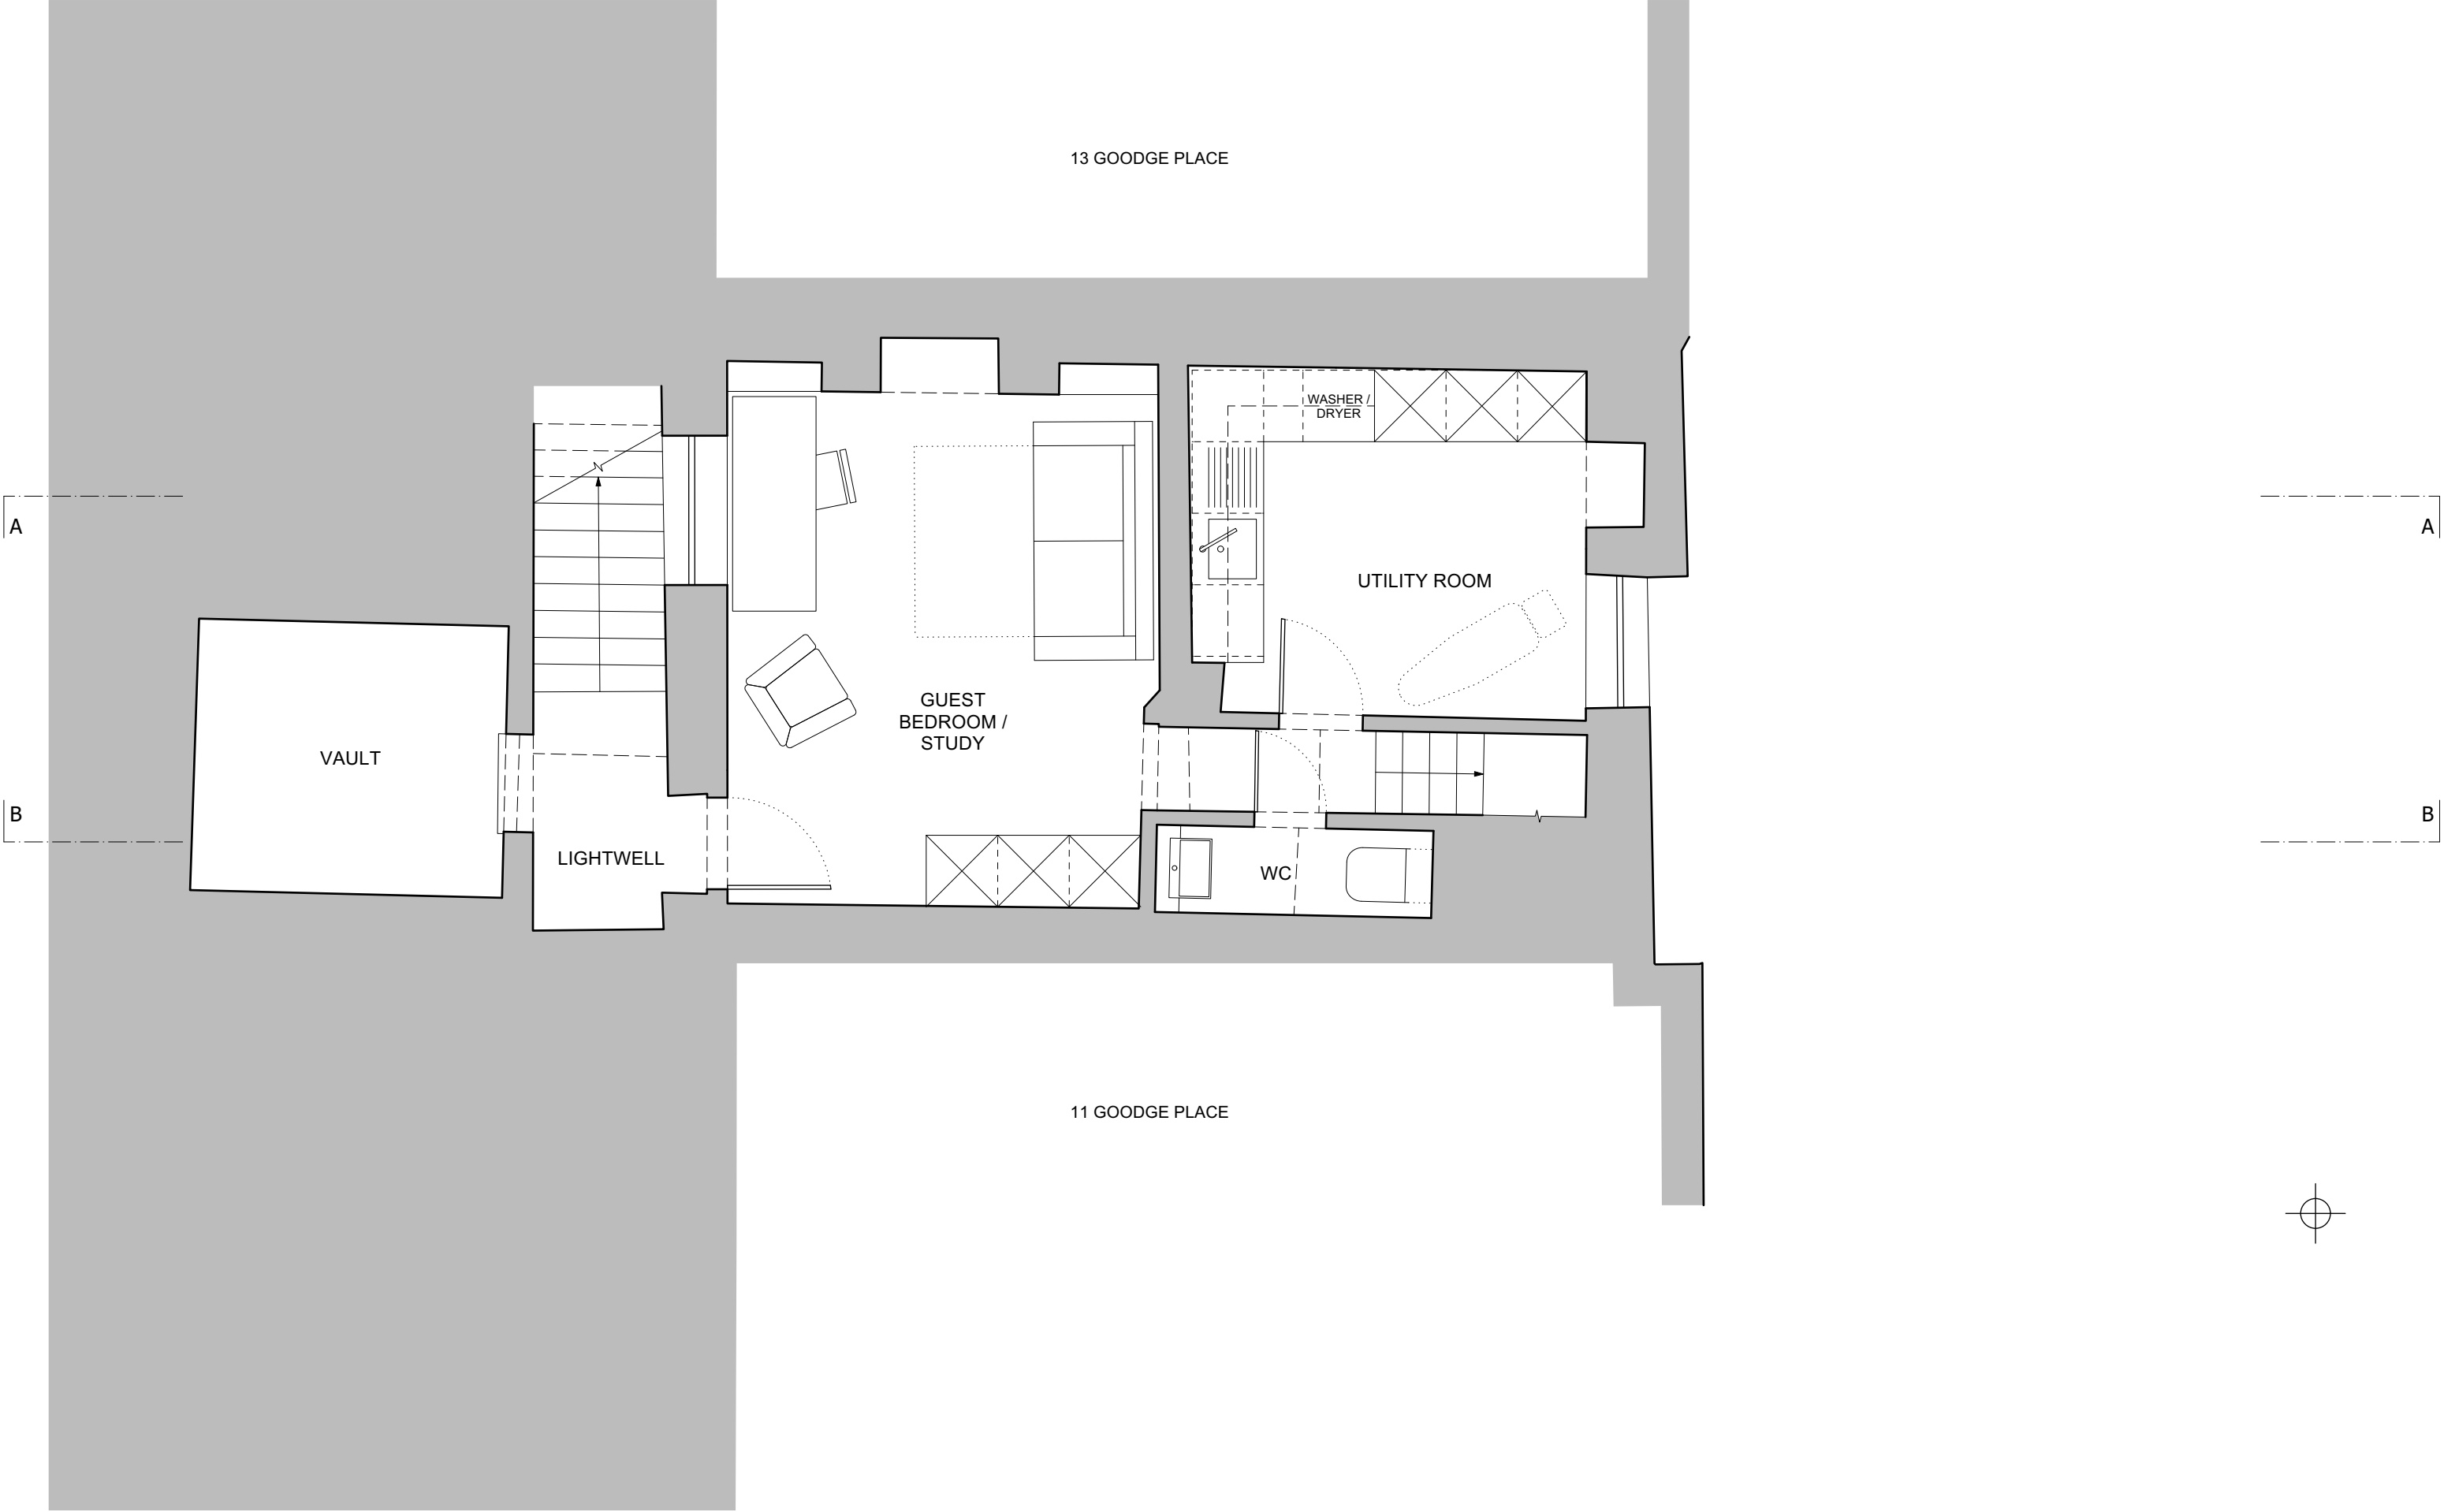 13 GOODGE PLACE
WASHER /
DRYER
A
A
UTILITY ROOM
GUEST
BEDROOM /
STUDY
VAULT
B
B
LIGHTWELL
WC
11 GOODGE PLACE